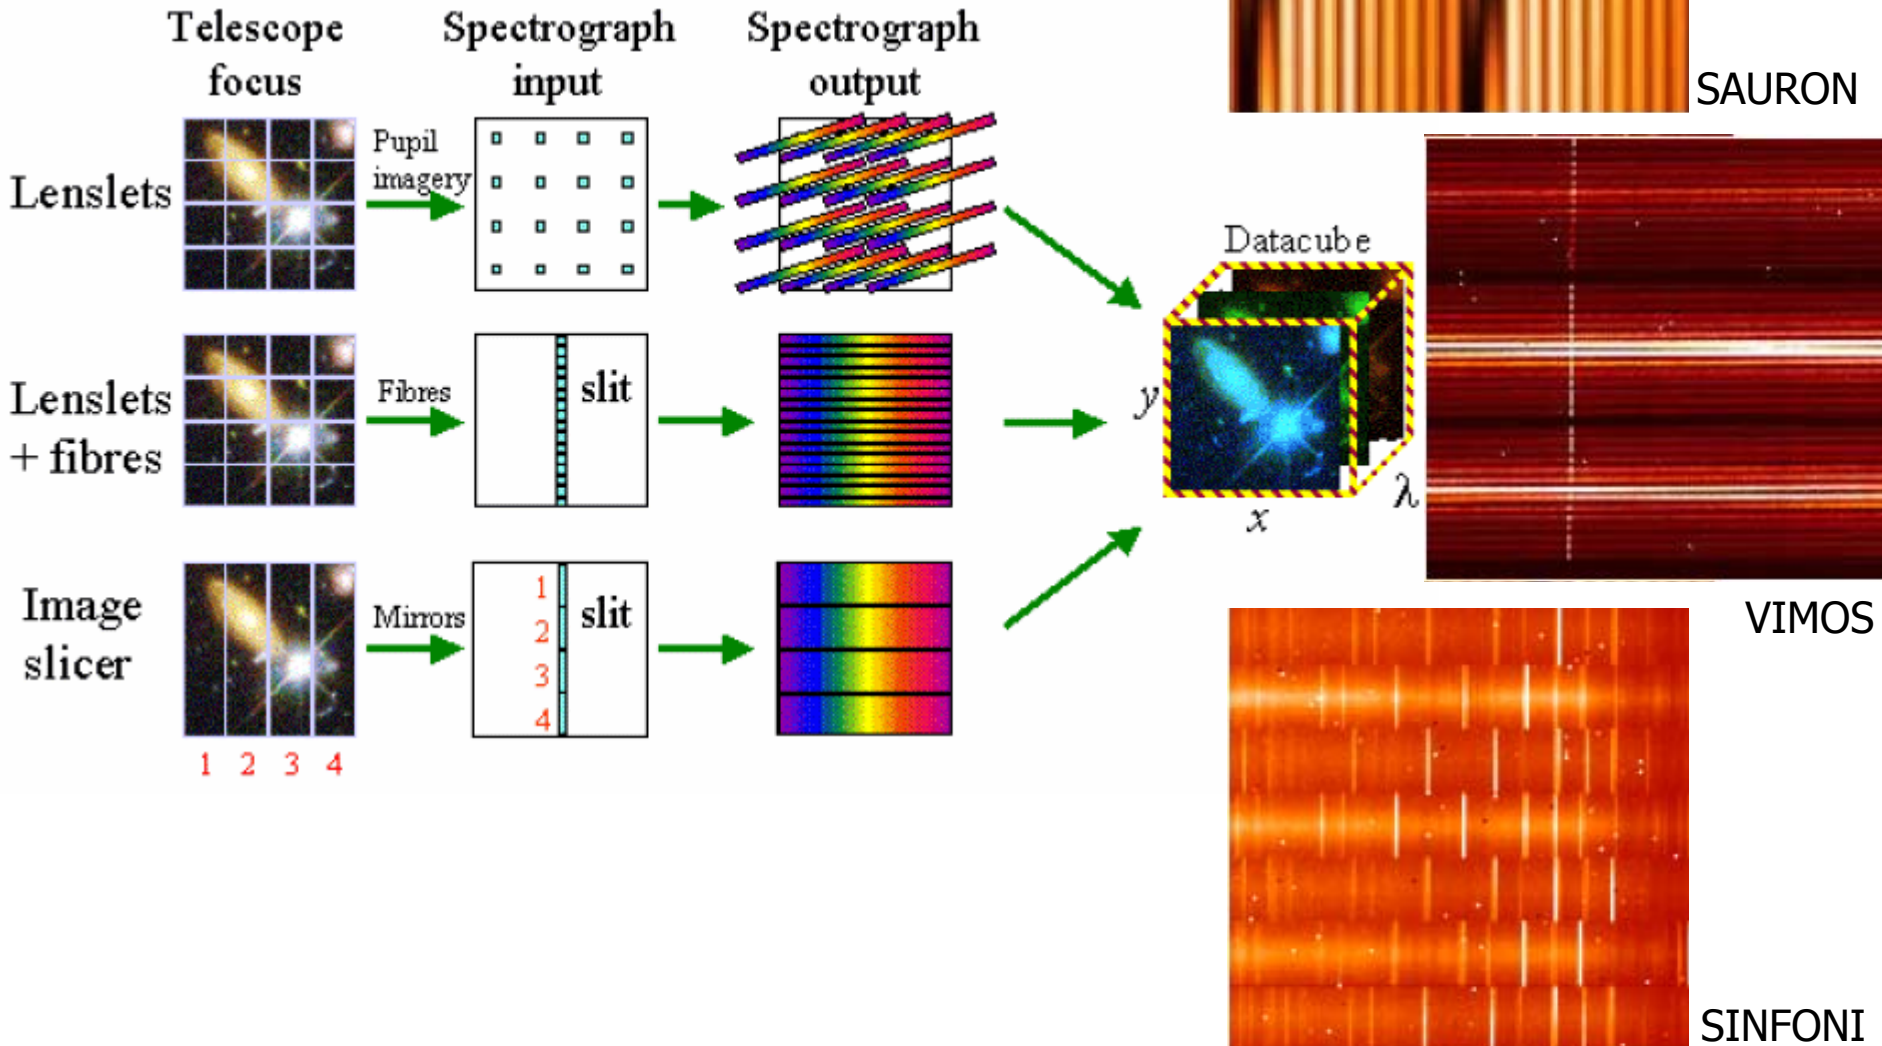 Telescope
focus
Spectrograph
input
Spectrograph
output
SAURON
Lenslets
Pupil
imagery
Datacube
y
x
λ
Lenslets
+ fibres
Fibres
slit
VIMOS
Image
slicer
Mirrors
1
2
3
4
slit
1 2 3 4
SINFONI